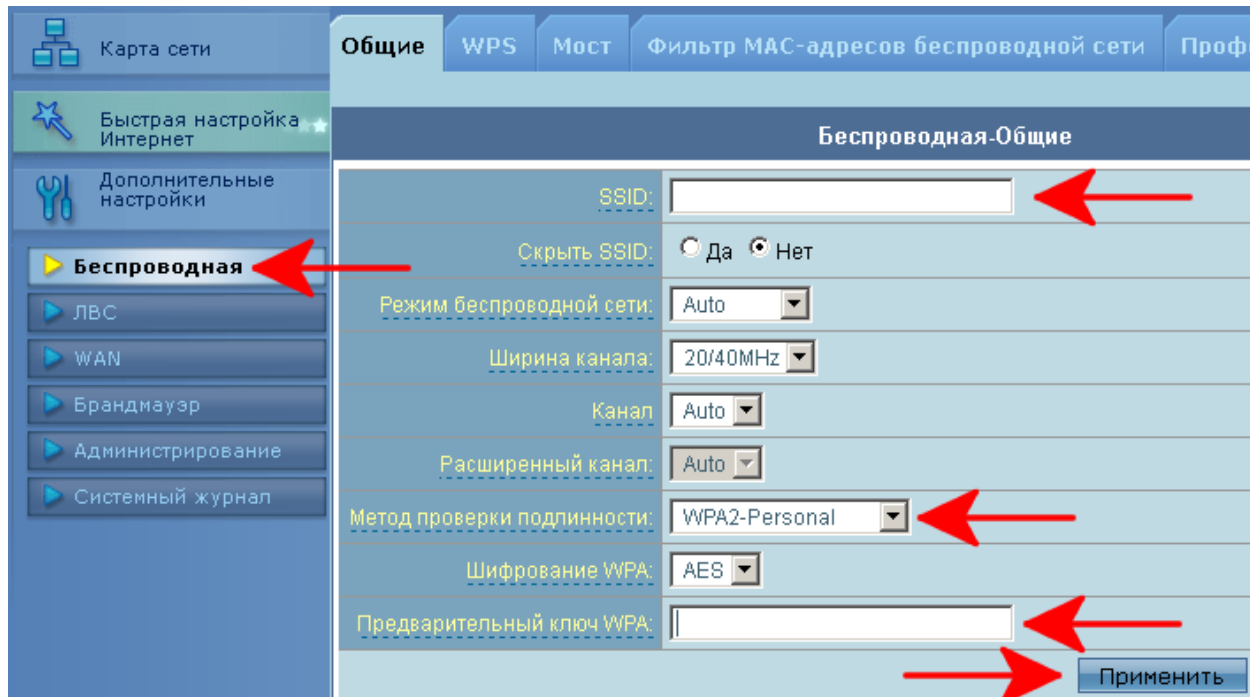 Карта сети
Быстрая настройка
Интернет
Дополнительные
настройки
Беспроводная
ЛВС
WAN
Брандмауэр
Администрирование
Системный журнал
Общие WPS Мост Фильтр MAC-адресов беспроводной сети Проф
Беспроводная-Общие
SSID:
Скрыть SSID: Да Нет
Режим беспроводной сети: Auto
Ширина канала: 20/40MHz
Канал Auto
Расширенный канал: Auto
Метод проверки подлинности: WPA2-Personal
Шифрование WPA: AES
Предварительный ключ WPA:
Применить